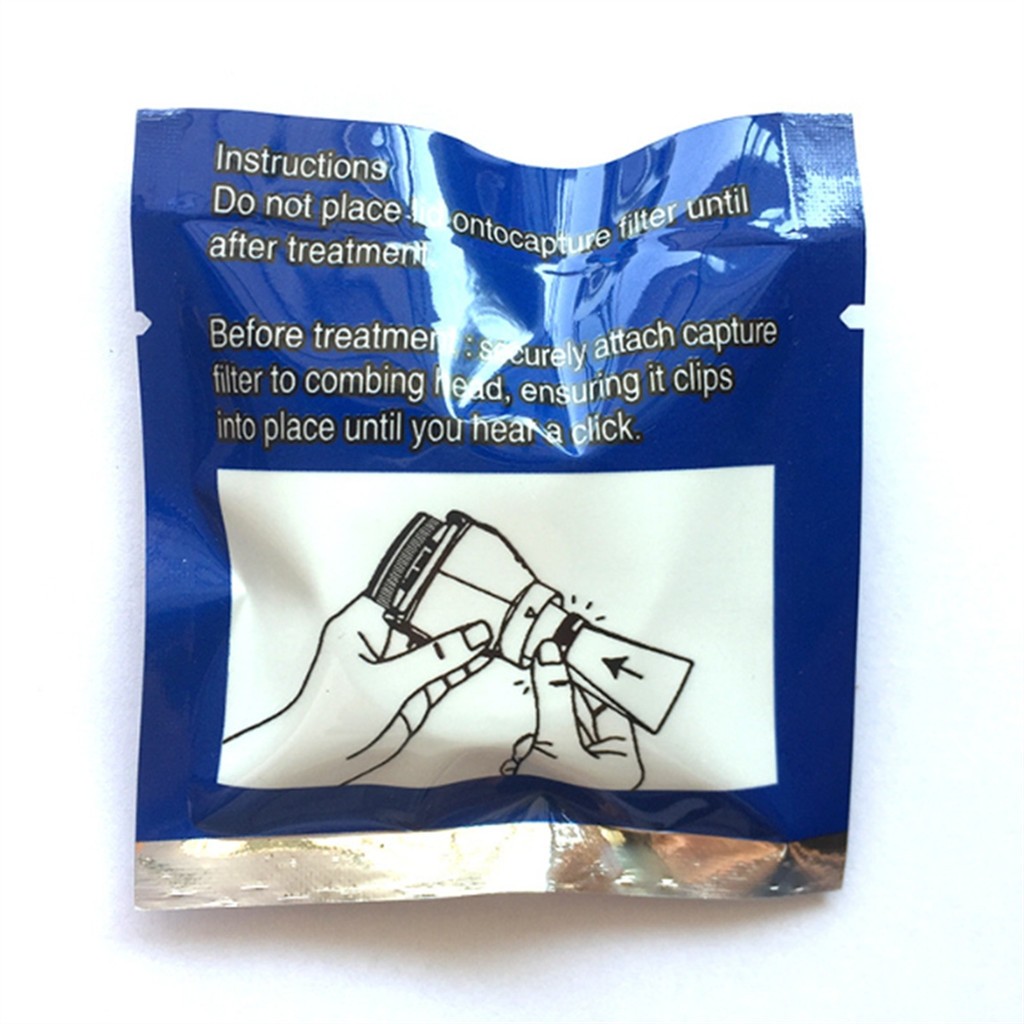 Instructions
Do not place lid ontocapture filter until
after treatment.
Before treatment : securely attach capture
filter to combing head, ensuring it clips
into place until you hear a click.